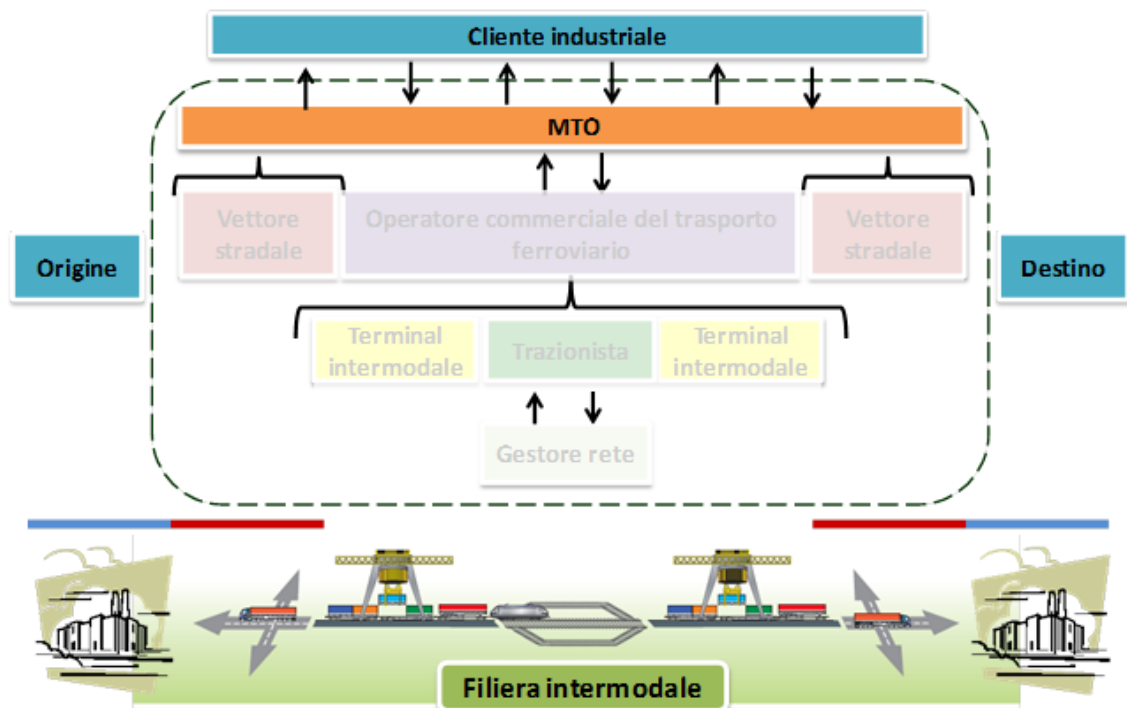 Cliente industriale
MTO
Vettore
stradale
Operatore commerciale del trasporto
ferroviario
Vettore
stradale
Origine
Destino
Terminal
intermodale
Trazionista
Terminal
intermodale
Gestore rete
Filiera intermodale